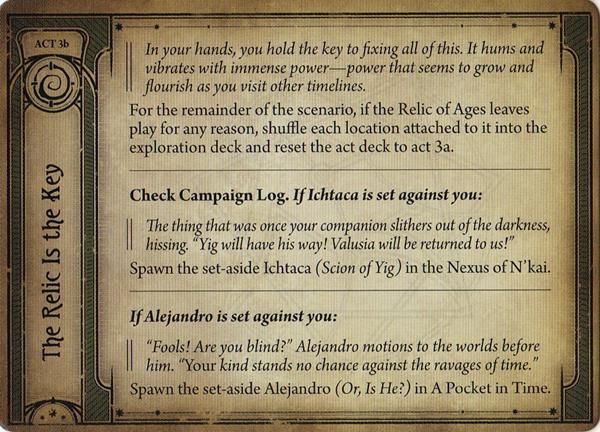 ACT 3b
The Relic Is the Key
In your hands, you hold the key to fixing all of this. It hums and
vibrates with immense power—power that seems to grow and
flourish as you visit other timelines.
For the remainder of the scenario, if the Relic of Ages leaves
play for any reason, shuffle each location attached to it into the
exploration deck and reset the act deck to act 3a.
Check Campaign Log. If Ichtaca is set against you:
The thing that was once your companion slithers out of the darkness,
hissing. “Yig will have his way! Valusia will be returned to us!”
Spawn the set-aside Ichtaca (Scion of Yig) in the Nexus of N’kai.
If Alejandro is set against you:
“Fools! Are you blind?” Alejandro motions to the worlds before
him. “Your kind stands no chance against the ravages of time.”
Spawn the set-aside Alejandro (Or, Is He?) in A Pocket in Time.